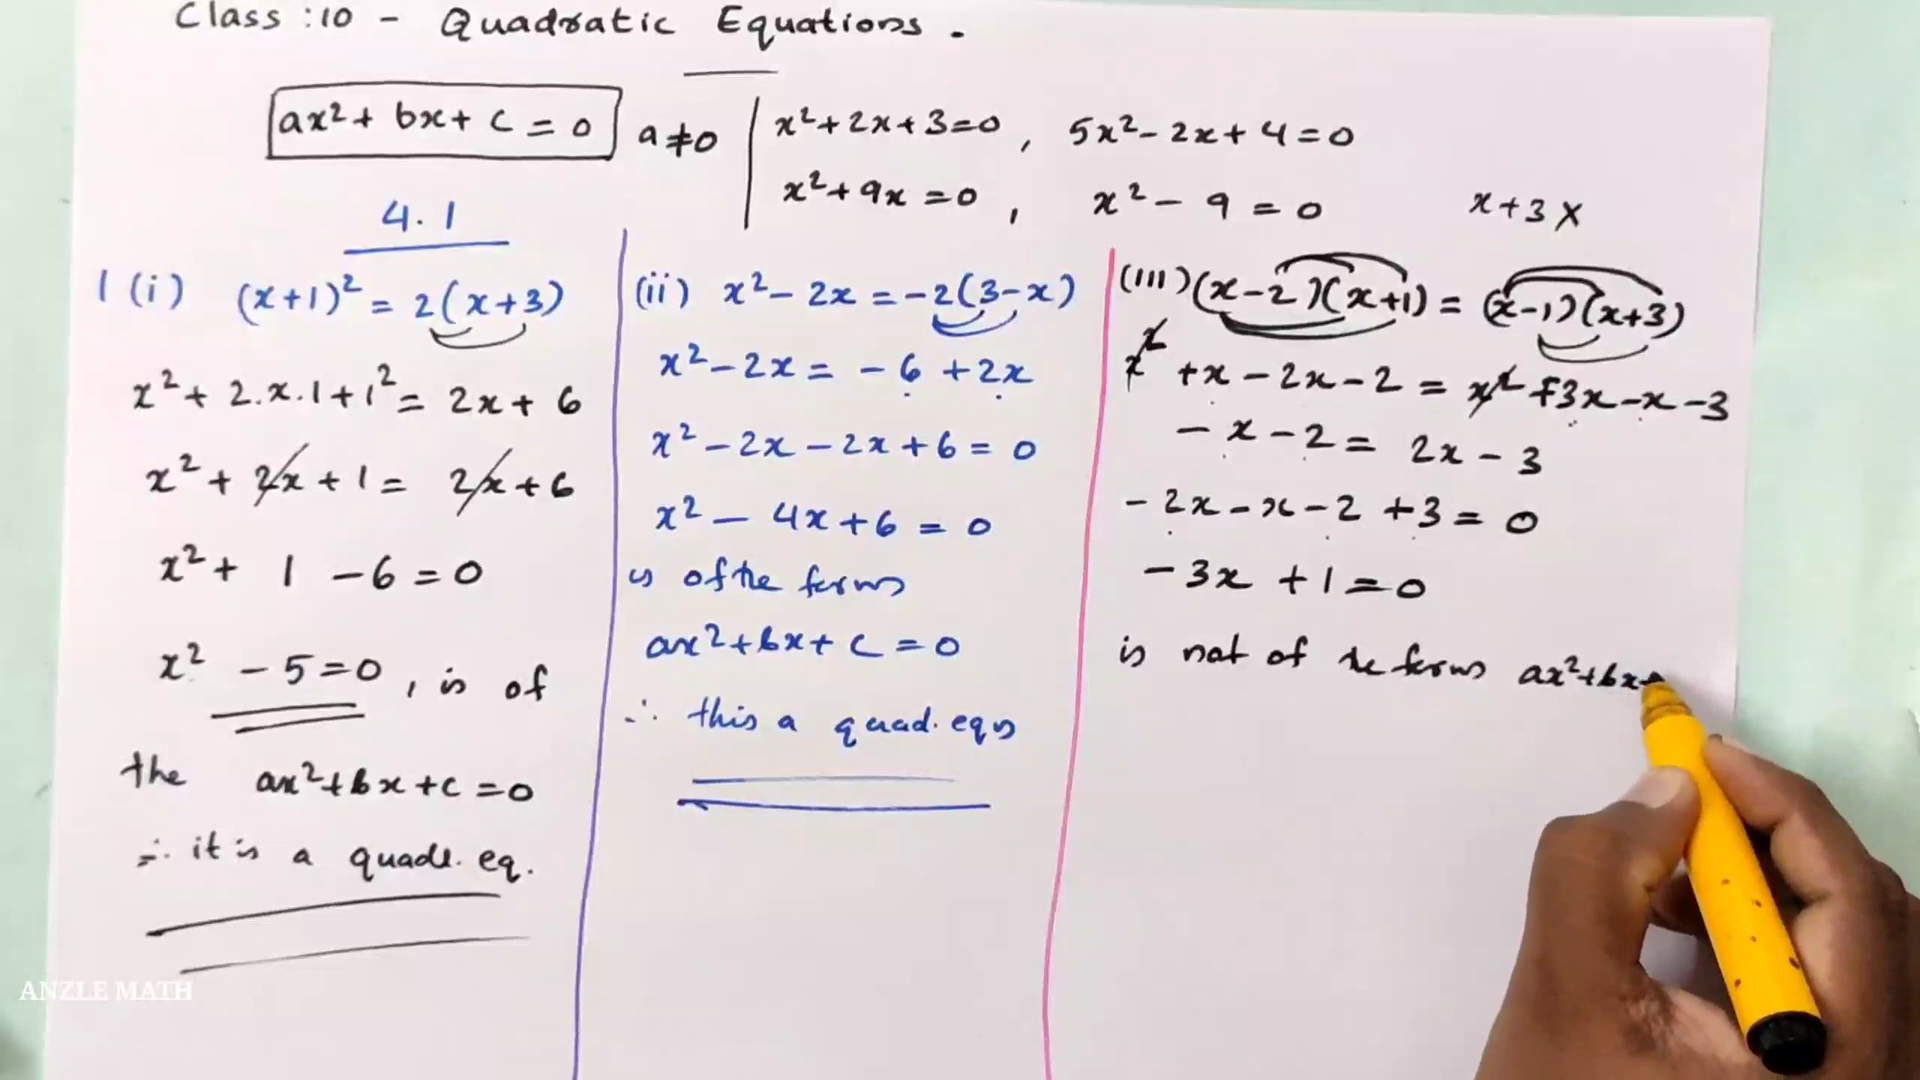 Class : 10 - Quadratic Equations.
ax² + bx + c = 0 a ≠ 0
x² + 2x + 3 = 0 , 5x² - 2x + 4 = 0
x² + 9x = 0 , x² - 9 = 0 x + 3 X
4.1
1 (i) (x+1)² = 2(x+3)
x² + 2.x.1 + 1² = 2x + 6
x² + 2x + 1 = 2x + 6
x² + 1 - 6 = 0
x² - 5 = 0 , is of
the ax² + bx + c = 0
∴ it is a quad. eq.
(ii) x² - 2x = -2(3-x)
x² - 2x = -6 + 2x
x² - 2x - 2x + 6 = 0
x² - 4x + 6 = 0
is of the form
ax² + bx + c = 0
∴ this a quad. eqn
(III) (x-2)(x+1) = (x-1)(x+3)
x² + x - 2x - 2 = x² + 3x - x - 3
- x - 2 = 2x - 3
- 2x - x - 2 + 3 = 0
- 3x + 1 = 0
is not of the form ax² + bx +
ANZLE MATH